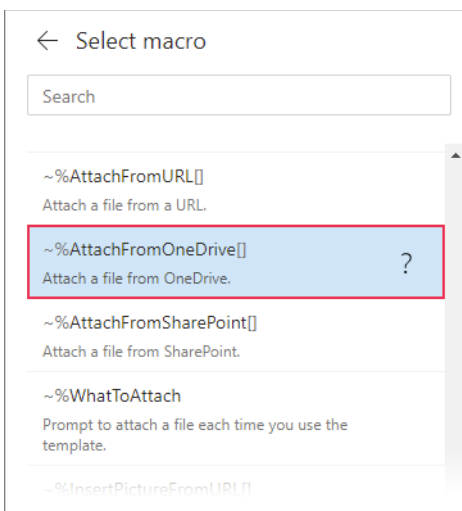 ← Select macro
Search
~%AttachFromURL[]
Attach a file from a URL.
~%AttachFromOneDrive[]
?
Attach a file from OneDrive.
~%AttachFromSharePoint[]
Attach a file from SharePoint.
~%WhatToAttach
Prompt to attach a file each time you use the
template.
~%InsertPictureFromURL[]